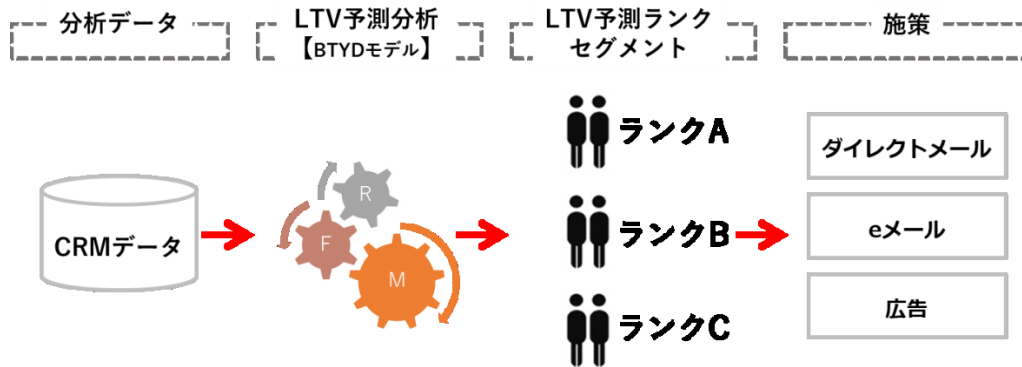 分析データ
LTV予測分析
【BTYDモデル】
LTV予測ランク
セグメント
施策
CRMデータ
R
F
M
ランクA
ランクB
ランクC
ダイレクトメール
eメール
広告